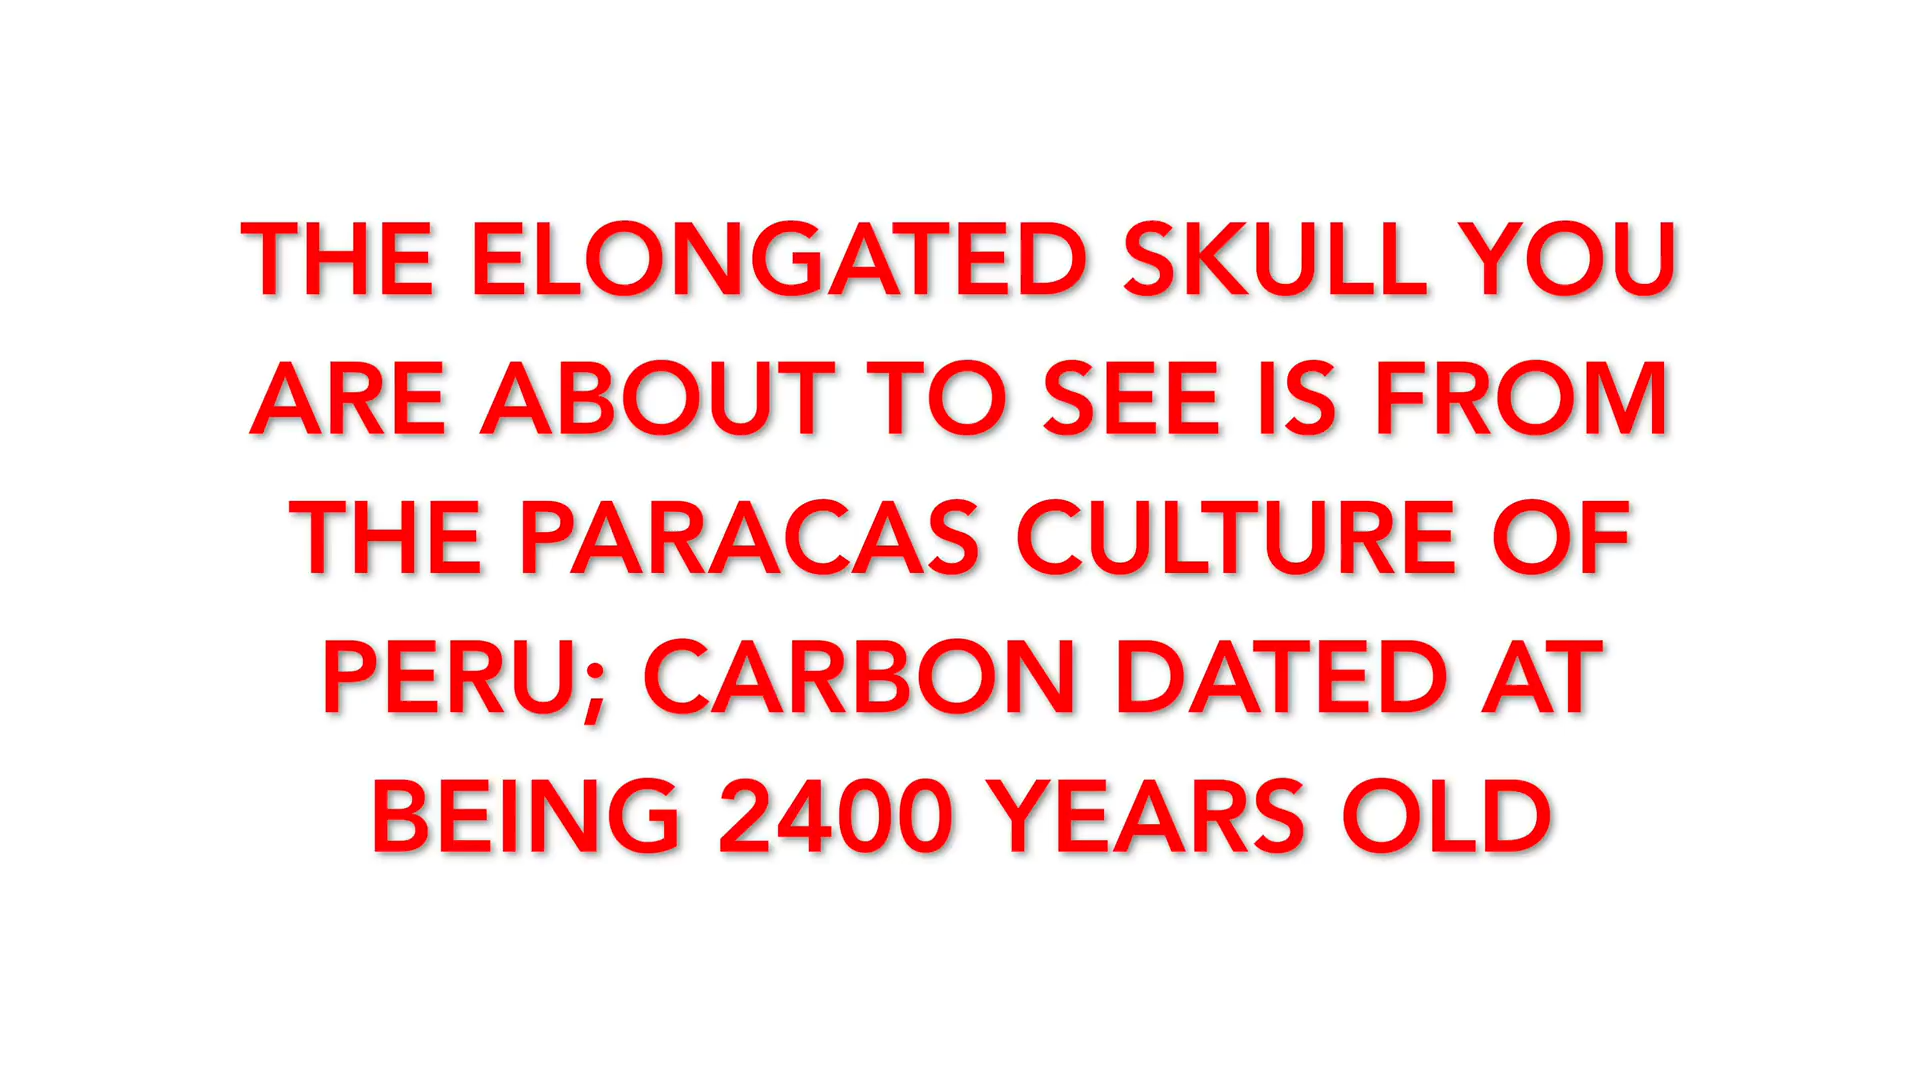 THE ELONGATED SKULL YOU
ARE ABOUT TO SEE IS FROM
THE PARACAS CULTURE OF
PERU; CARBON DATED AT
BEING 2400 YEARS OLD